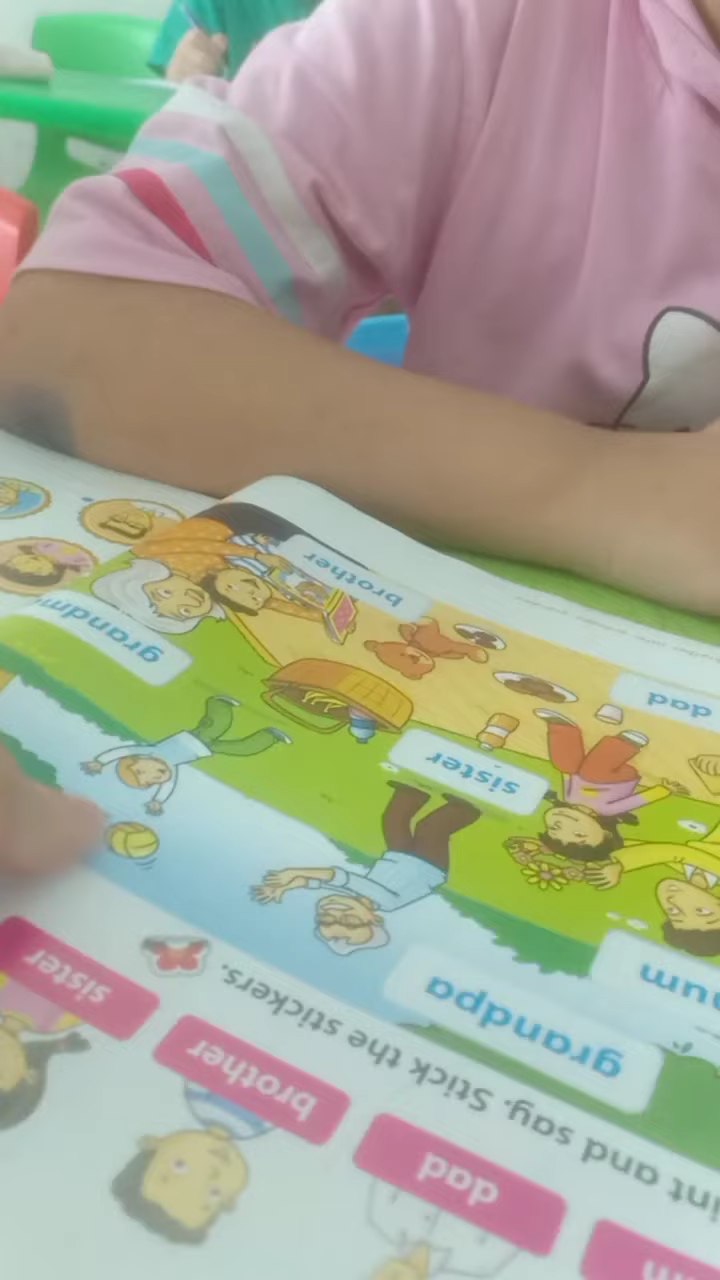 int and say. Stick the stickers.
dad
brother
sister
mum
grandpa
sister
dad
grandm
brother